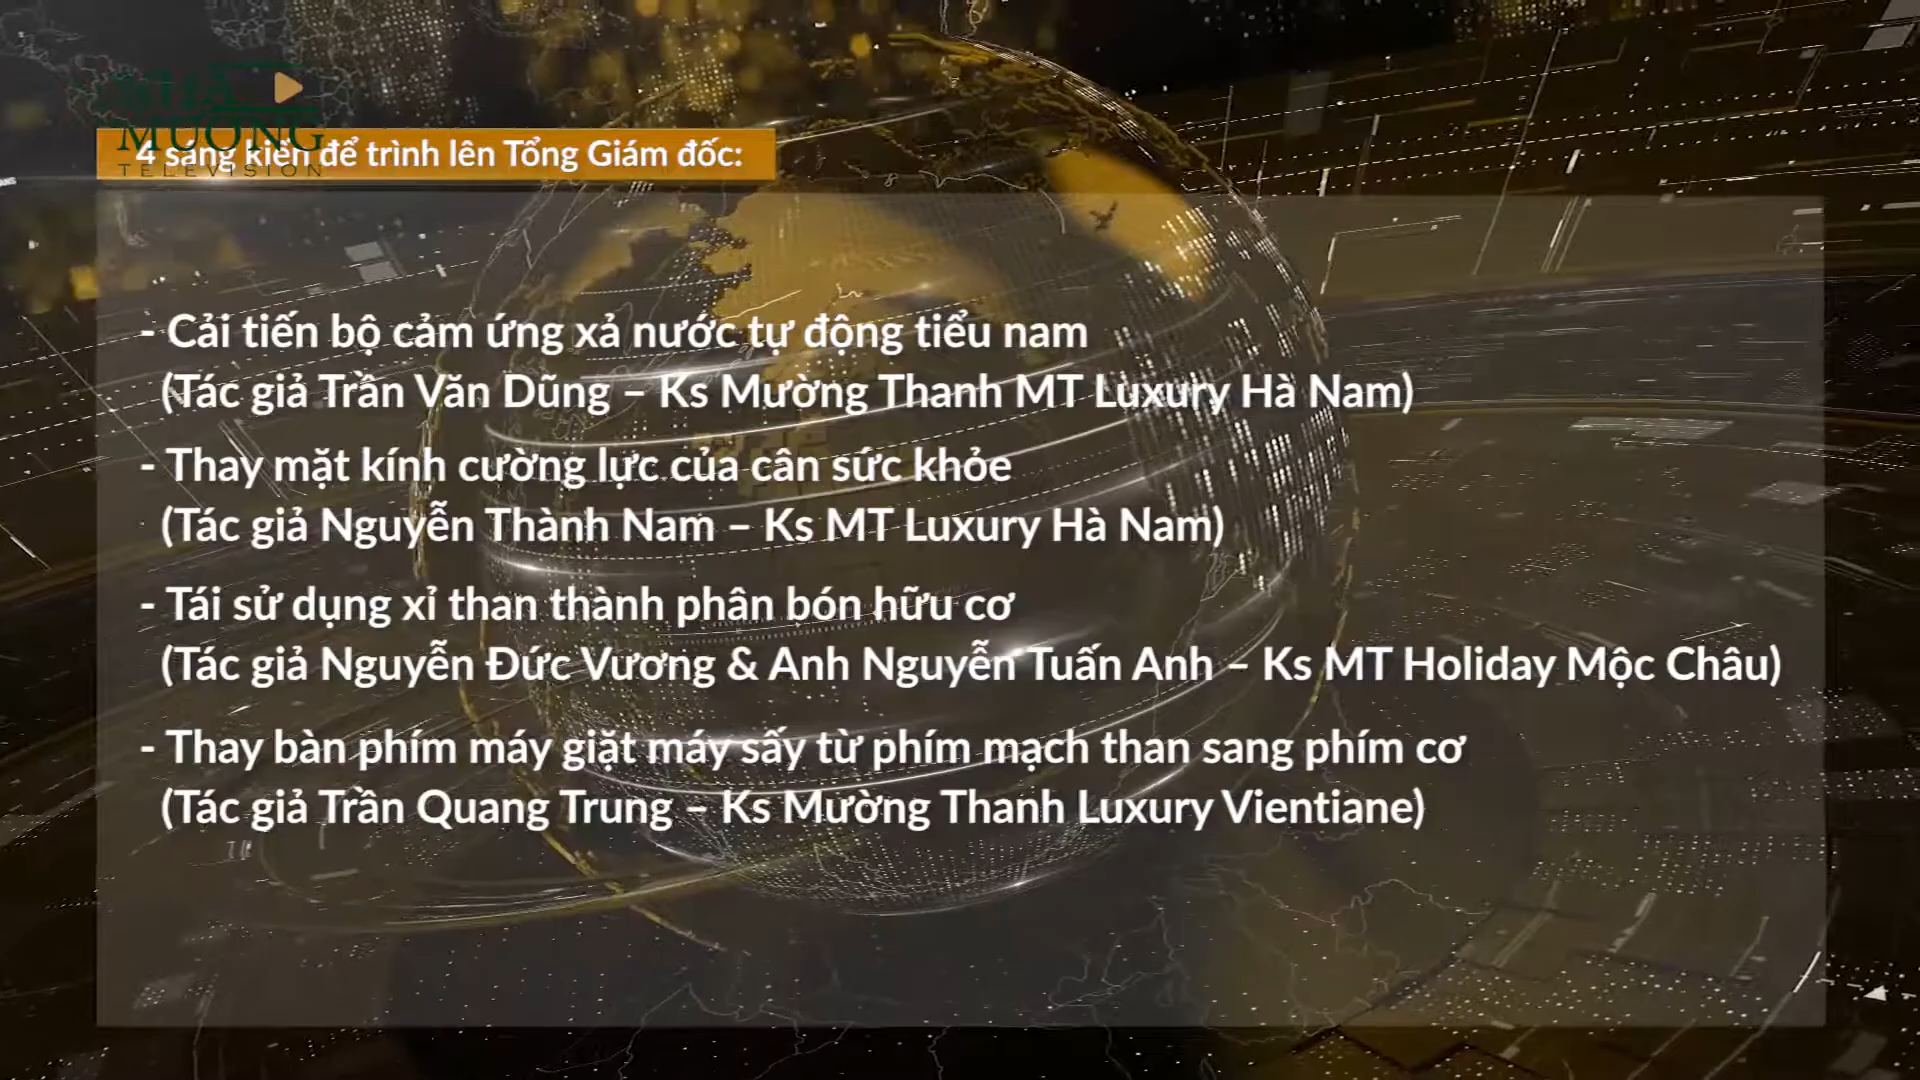 NHÀ
MƯỜNG
TELEVISION
4 sáng kiến để trình lên Tổng Giám đốc:
- Cải tiến bộ cảm ứng xả nước tự động tiểu nam
(Tác giả Trần Văn Dũng – Ks Mường Thanh MT Luxury Hà Nam)
- Thay mặt kính cường lực của cân sức khỏe
(Tác giả Nguyễn Thành Nam – Ks MT Luxury Hà Nam)
- Tái sử dụng xỉ than thành phân bón hữu cơ
(Tác giả Nguyễn Đức Vương & Anh Nguyễn Tuấn Anh – Ks MT Holiday Mộc Châu)
- Thay bàn phím máy giặt máy sấy từ phím mạch than sang phím cơ
(Tác giả Trần Quang Trung – Ks Mường Thanh Luxury Vientiane)